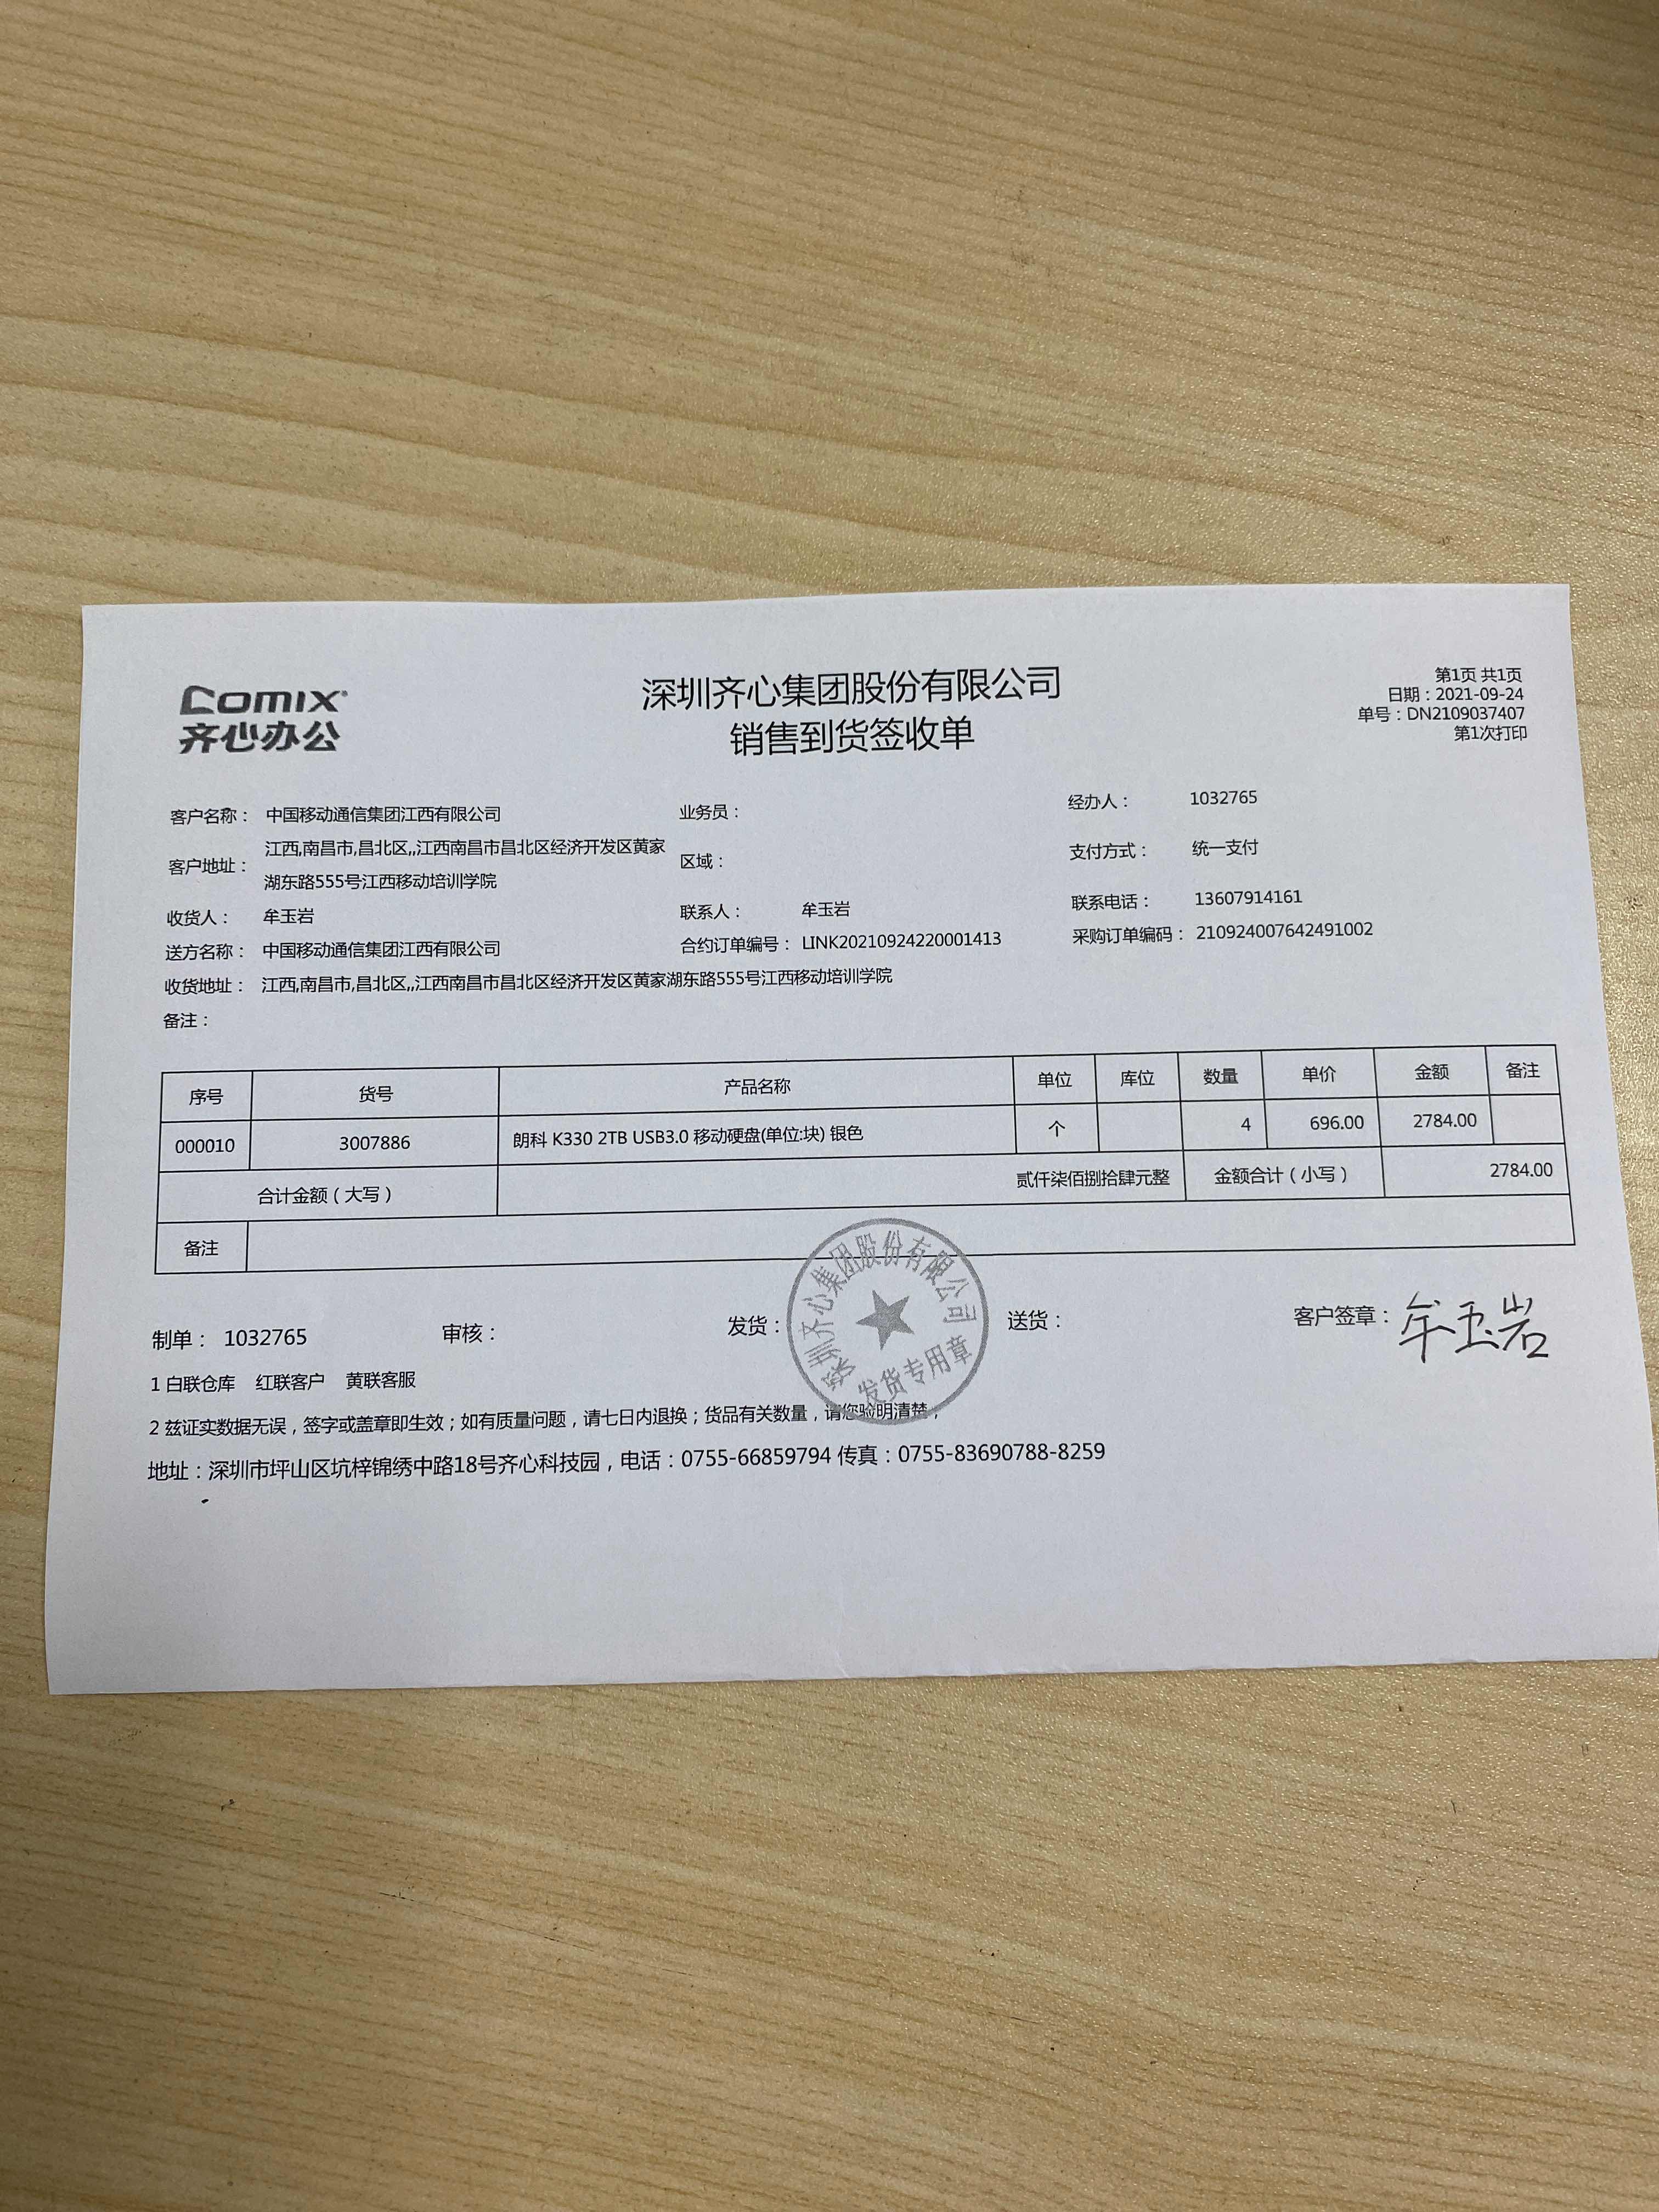 COMIX
齐心办公
深圳齐心集团股份有限公司
销售到货签收单
第1页 共1页
日期：2021-09-24
单号：DN2109037407
第1次打印
客户名称： 中国移动通信集团江西有限公司 业务员： 经办人： 1032765
客户地址： 江西,南昌市,昌北区,,江西南昌市昌北区经济开发区黄家 区域： 支付方式： 统一支付
湖东路555号江西移动培训学院
收货人： 牟玉岩 联系人： 牟玉岩 联系电话： 13607914161
送方名称： 中国移动通信集团江西有限公司 合约订单编号： LINK20210924220001413 采购订单编码： 210924007642491002
收货地址： 江西,南昌市,昌北区,,江西南昌市昌北区经济开发区黄家湖东路555号江西移动培训学院
备注：
序号 货号 产品名称 单位 库位 数量 单价 金额 备注
000010 3007886 朗科 K330 2TB USB3.0 移动硬盘(单位:块) 银色 个 4 696.00 2784.00
合计金额（大写） 贰仟柒佰捌拾肆元整 金额合计（小写） 2784.00
备注
制单： 1032765 审核： 发货： 送货： 客户签章： 牟玉岩
深圳齐心集团股份有限公司
发货专用章
1 白联仓库 红联客户 黄联客服
2 兹证实数据无误，签字或盖章即生效；如有质量问题，请七日内退换；货品有关数量，请您验明清楚，
地址：深圳市坪山区坑梓锦绣中路18号齐心科技园，电话：0755-66859794 传真：0755-83690788-8259